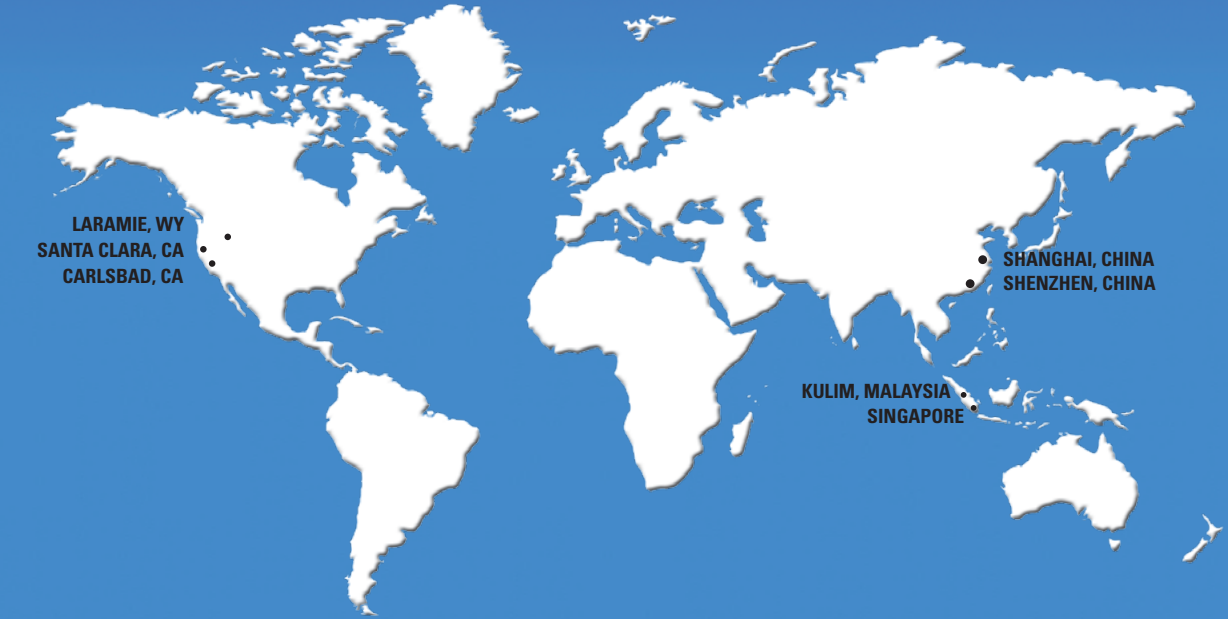 LARAMIE, WY
SANTA CLARA, CA
CARLSBAD, CA
SHANGHAI, CHINA
SHENZHEN, CHINA
KULIM, MALAYSIA
SINGAPORE